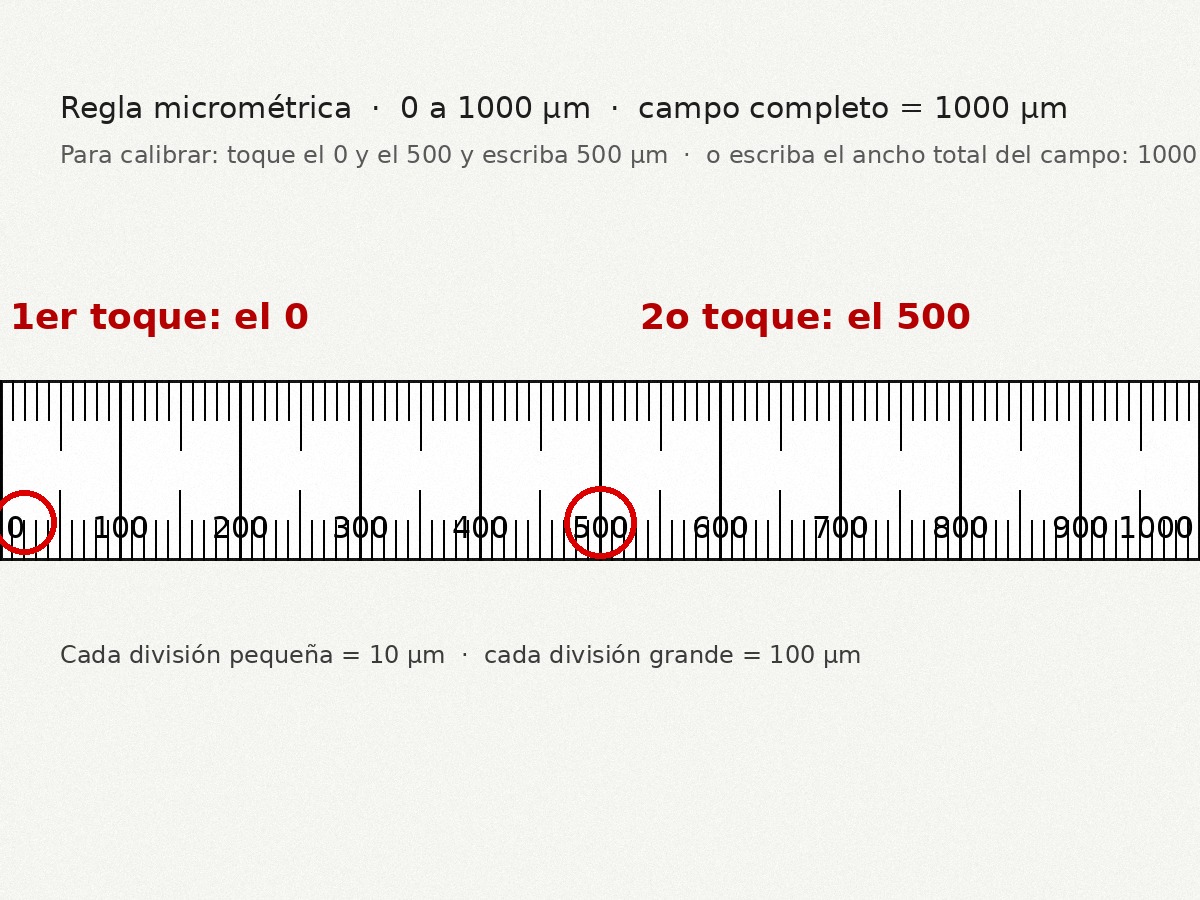 Regla micrométrica · 0 a 1000 µm · campo completo = 1000 µm
Para calibrar: toque el 0 y el 500 y escriba 500 µm · o escriba el ancho total del campo: 1000
1er toque: el 0 2o toque: el 500
0 100 200 300 400 500 600 700 800 900 1000
Cada división pequeña = 10 µm · cada división grande = 100 µm